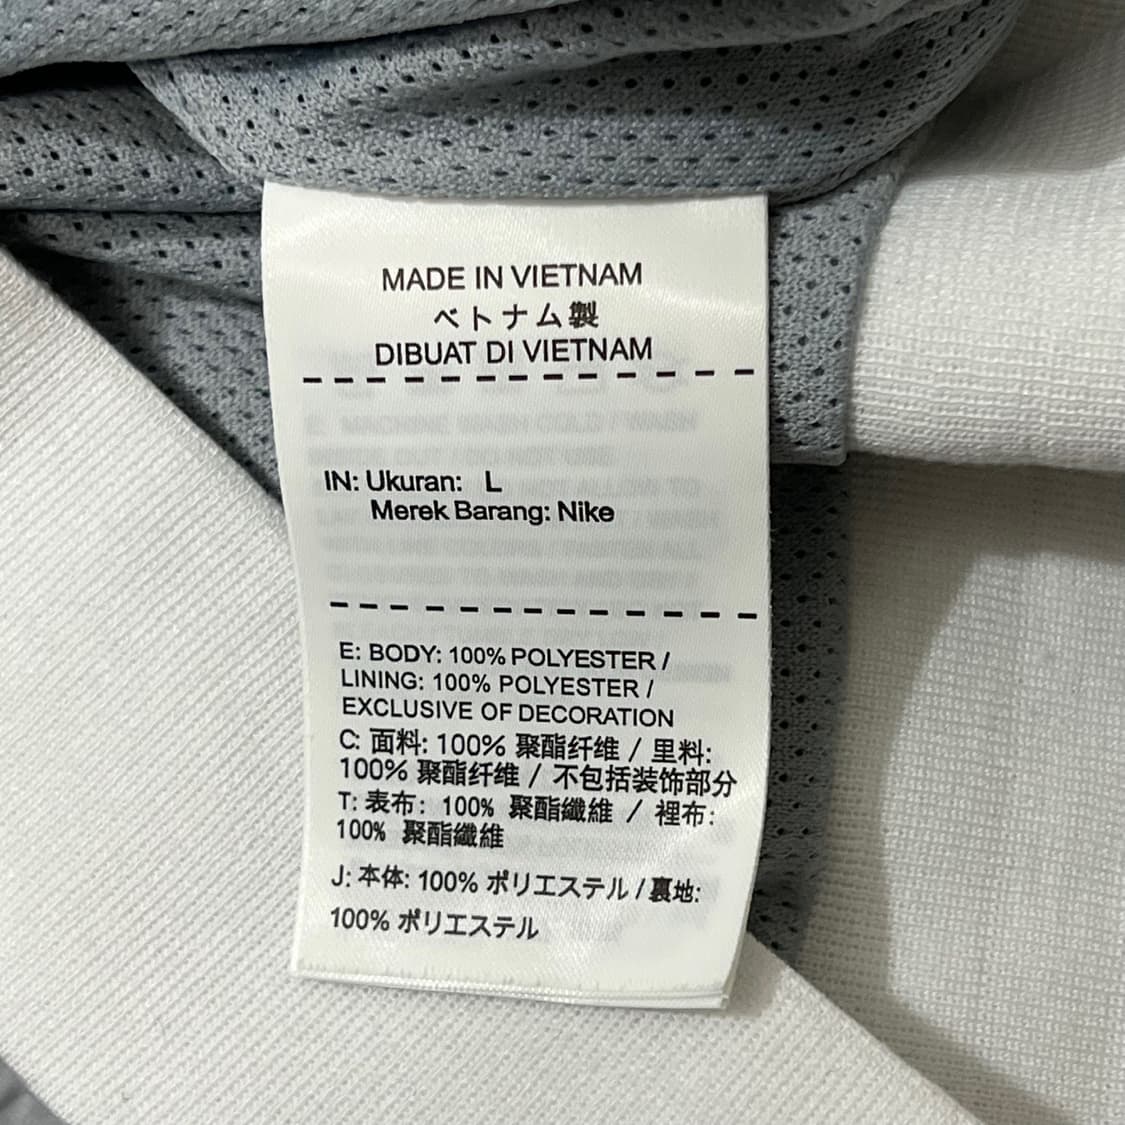 MADE IN VIETNAM
ベトナム製
DIBUAT DI VIETNAM
IN: Ukuran: L
Merek Barang: Nike
E: BODY: 100% POLYESTER /
LINING: 100% POLYESTER /
EXCLUSIVE OF DECORATION
C: 面料: 100% 聚酯纤维 / 里料:
100% 聚酯纤维 / 不包括装饰部分
T: 表布: 100% 聚酯纖維 / 裡布:
100% 聚酯纖維
J: 本体: 100% ポリエステル / 裏地:
100% ポリエステル